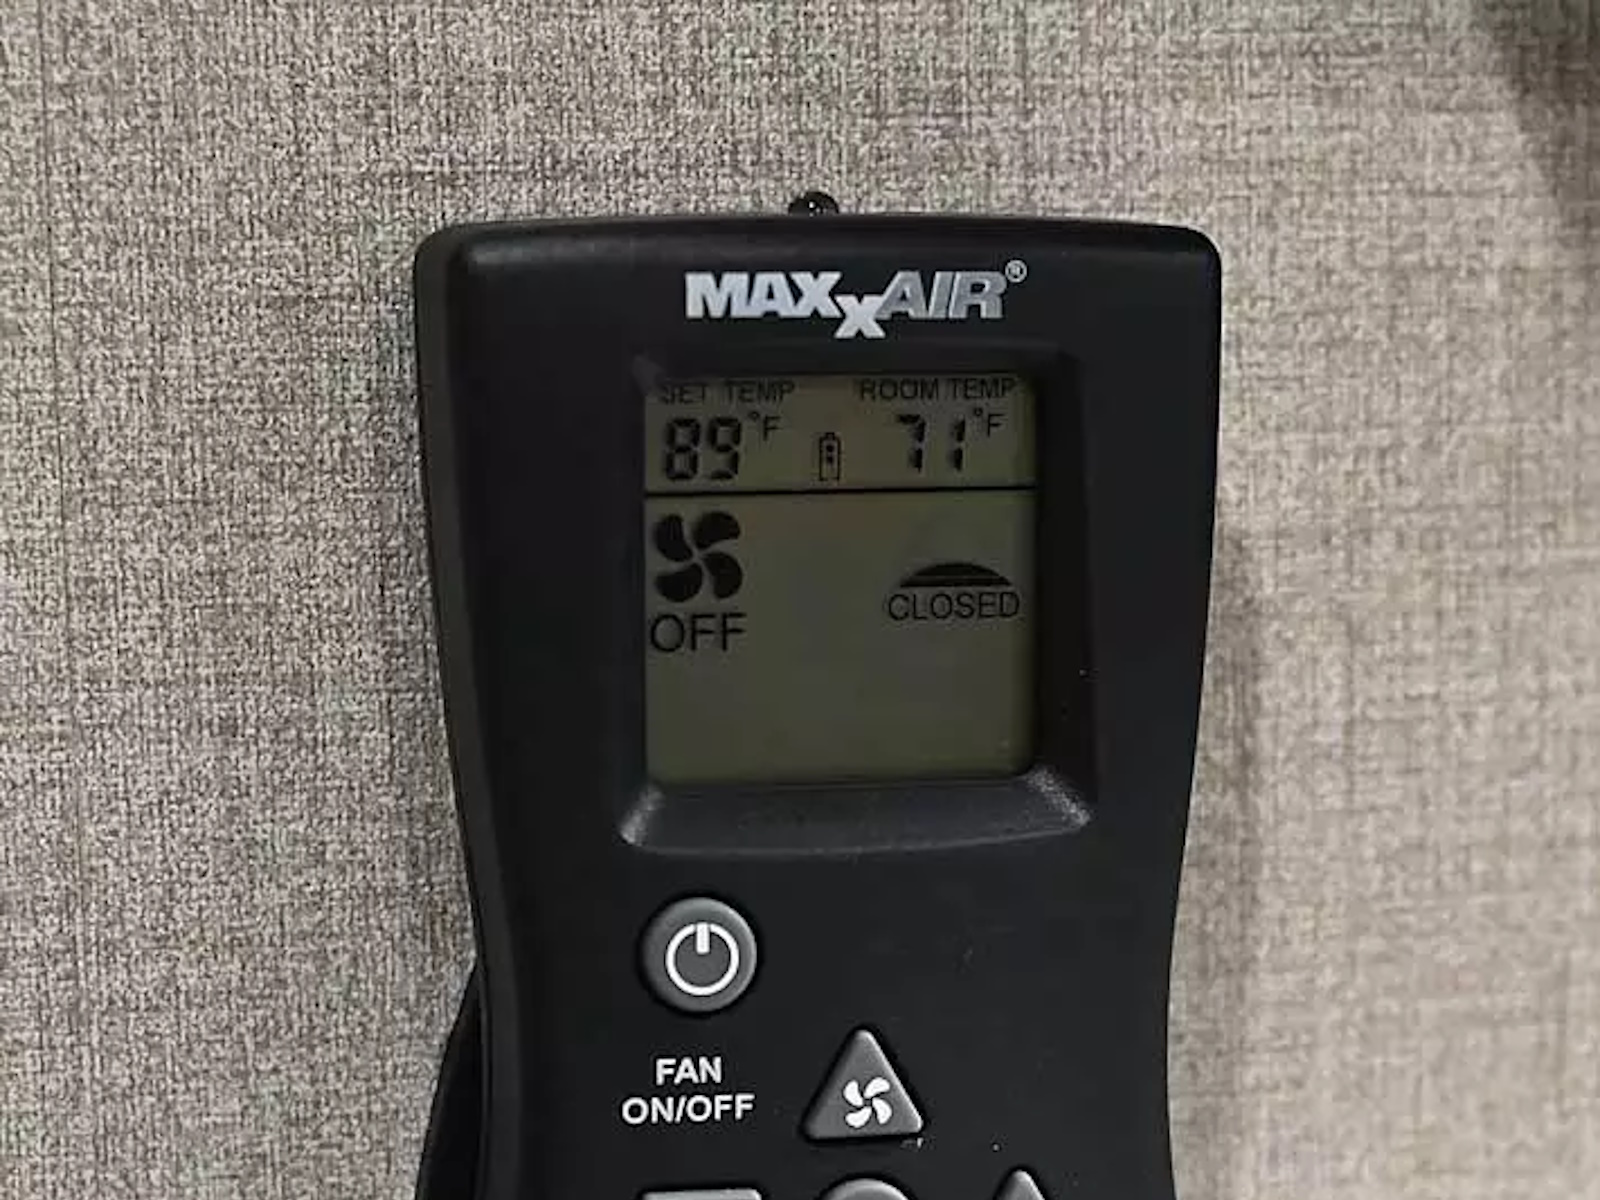 MAXXAIR®
SET TEMP ROOM TEMP
89°F 71°F
OFF
CLOSED
FAN
ON/OFF